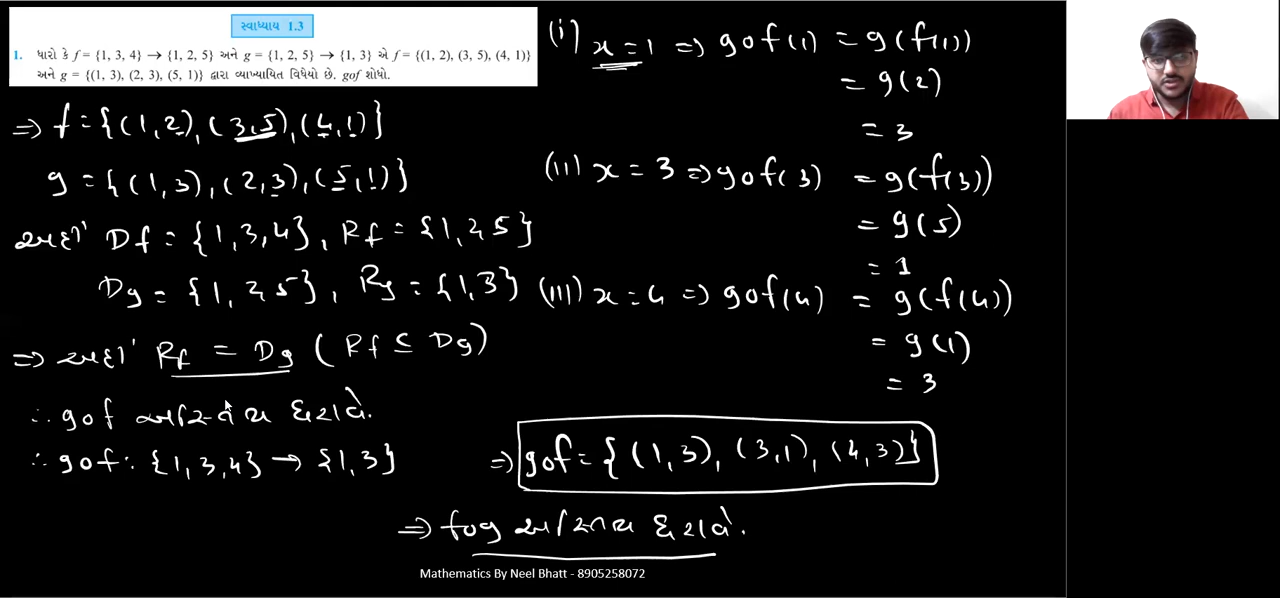 સ્વાધ્યાય 1.3
1. ધારો કે f = {1, 3, 4} → {1, 2, 5} અને g = {1, 2, 5} → {1, 3} એ f = {(1, 2), (3, 5), (4, 1)}
અને g = {(1, 3), (2, 3), (5, 1)} દ્વારા વ્યાખ્યાયિત વિધેયો છે, gof શોધો.
⇒ f = {(1, 2), (3, 5), (4, 1)}
g = {(1, 3), (2, 3), (5, 1)}
અહીં Df = {1, 3, 4}, Rf = {1, 2, 5}
Dg = {1, 2, 5}, Rg = {1, 3}
⇒ અહીં Rf = Dg (Rf ⊆ Dg)
∴ gof અસ્તિત્વ ધરાવે.
∴ gof : {1, 3, 4} → {1, 3}
(i) x = 1 ⇒ gof(1) = g(f(1))
= g(2)
= 3
(ii) x = 3 ⇒ gof(3) = g(f(3))
= g(5)
= 1
(iii) x = 4 ⇒ gof(4) = g(f(4))
= g(1)
= 3
⇒ gof = {(1, 3), (3, 1), (4, 3)}
⇒ fog અસ્તિત્વ ધરાવે.
Mathematics By Neel Bhatt - 8905258072